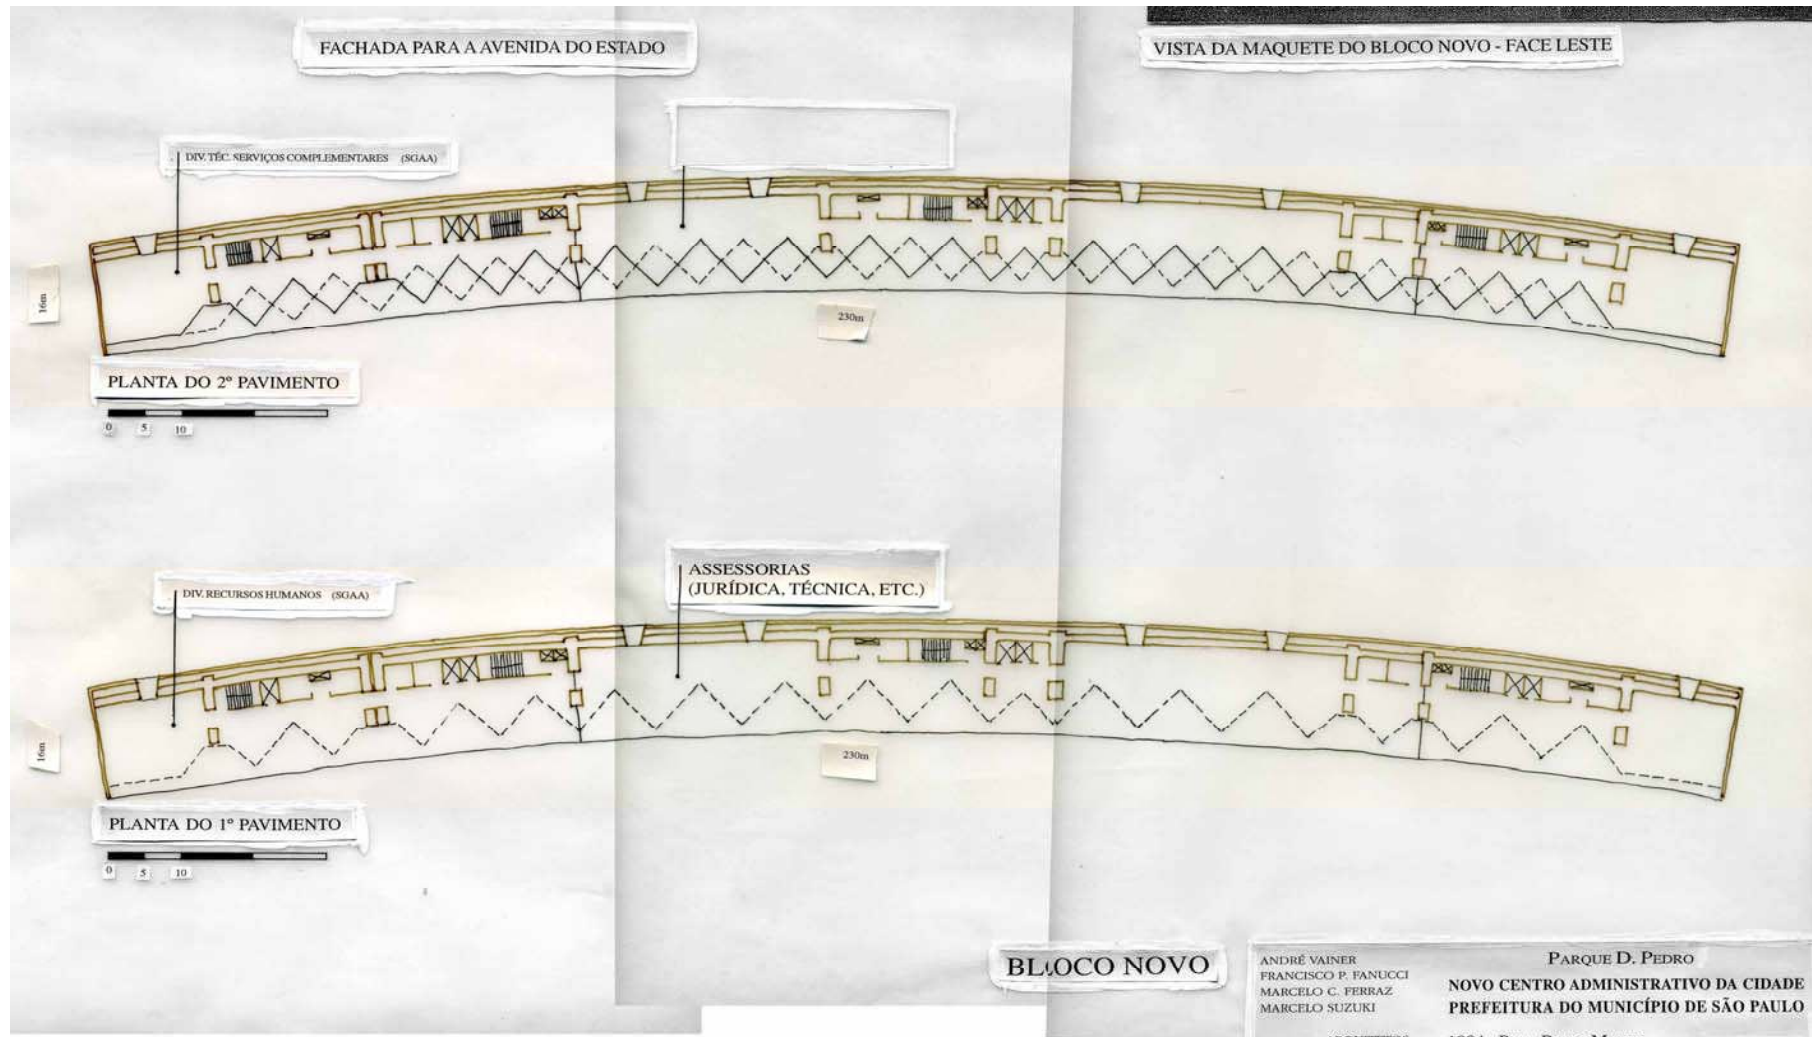 FACHADA PARA A AVENIDA DO ESTADO
VISTA DA MAQUETE DO BLOCO NOVO - FACE LESTE
DIV. TÉC. SERVIÇOS COMPLEMENTARES (SGAA)
16m
230m
PLANTA DO 2º PAVIMENTO
0 5 10
DIV. RECURSOS HUMANOS (SGAA)
ASSESSORIAS
(JURÍDICA, TÉCNICA, ETC.)
16m
230m
PLANTA DO 1º PAVIMENTO
0 5 10
BLOCO NOVO
ANDRÉ VAINER
FRANCISCO P. FANUCCI
MARCELO C. FERRAZ
MARCELO SUZUKI
PARQUE D. PEDRO
NOVO CENTRO ADMINISTRATIVO DA CIDADE
PREFEITURA DO MUNICÍPIO DE SÃO PAULO